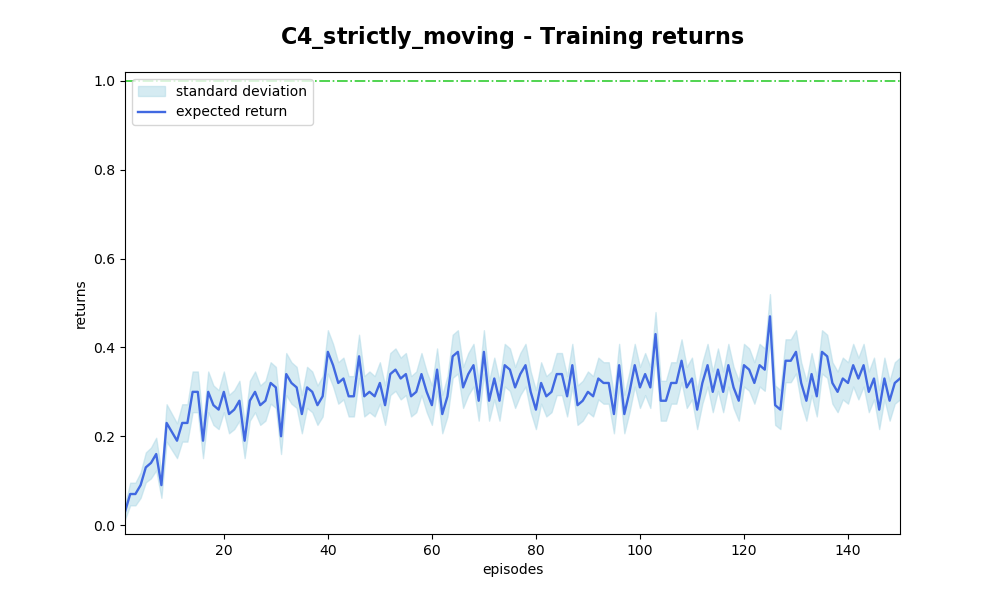 C4_strictly_moving - Training returns
standard deviation
expected return
1.0
0.8
0.6
0.4
0.2
0.0
returns
20
40
60
80
100
120
140
episodes